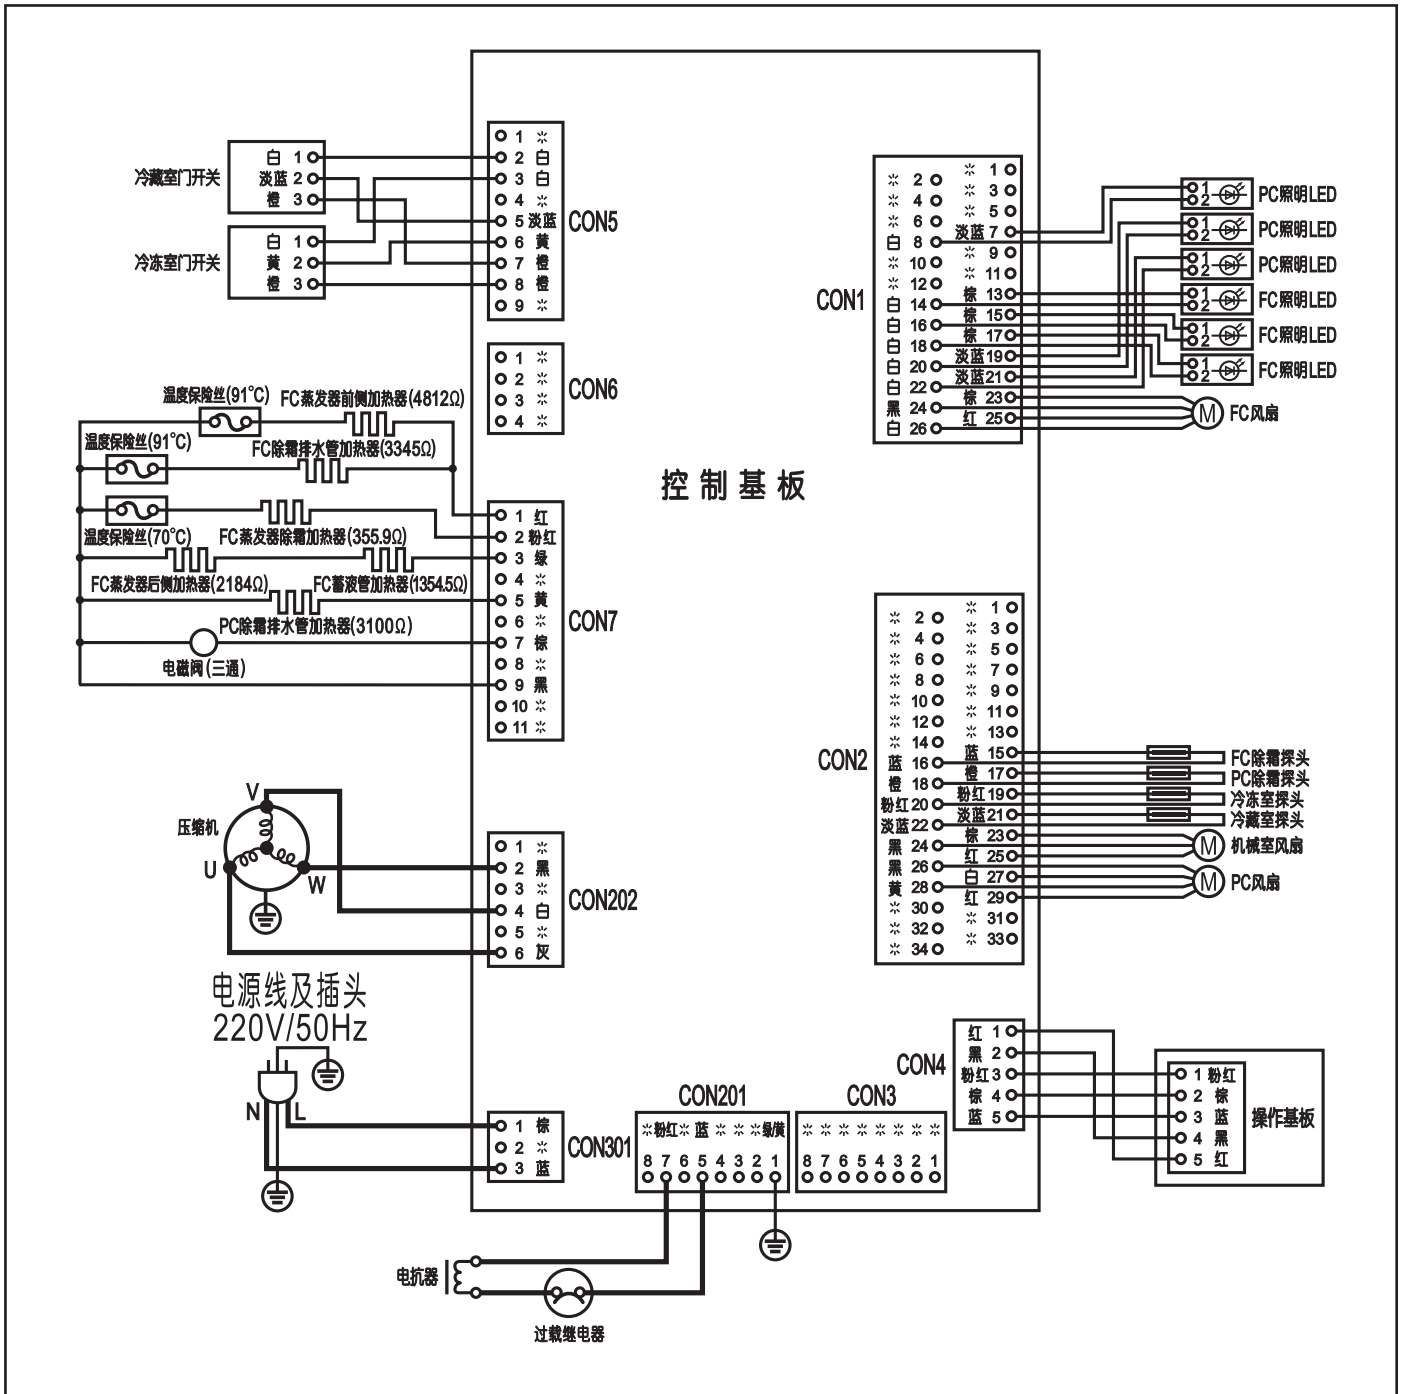 冷藏室门开关
白 1
淡蓝 2
橙 3
冷冻室门开关
白 1
黄 2
橙 3
CON5
1 ※
2 白
3 白
4 ※
5 淡蓝
6 黄
7 橙
8 橙
9 ※
CON6
1 ※
2 ※
3 ※
4 ※
温度保险丝(91℃)
FC蒸发器前侧加热器(4812Ω)
温度保险丝(91℃)
FC除霜排水管加热器(3345Ω)
温度保险丝(70℃)
FC蒸发器除霜加热器(355.9Ω)
FC蒸发器后侧加热器(2184Ω)
FC蓄液管加热器(1354.5Ω)
PC除霜排水管加热器(3100Ω)
电磁阀(三通)
CON7
1 红
2 粉红
3 绿
4 ※
5 黄
6 ※
7 棕
8 ※
9 黑
10 ※
11 ※
控制基板
CON1
※ 1
※ 2
※ 3
※ 4
※ 5
※ 6
淡蓝 7
白 8
※ 9
※ 10
※ 11
※ 12
棕 13
白 14
棕 15
白 16
棕 17
白 18
淡蓝 19
白 20
淡蓝 21
白 22
棕 23
黑 24
红 25
白 26
1
2
PC照明LED
1
2
PC照明LED
1
2
PC照明LED
1
2
FC照明LED
1
2
FC照明LED
1
2
FC照明LED
M
FC风扇
CON2
※ 1
※ 2
※ 3
※ 4
※ 5
※ 6
※ 7
※ 8
※ 9
※ 10
※ 11
※ 12
※ 13
※ 14
蓝 15
蓝 16
橙 17
橙 18
粉红 19
粉红 20
淡蓝 21
淡蓝 22
棕 23
黑 24
红 25
黑 26
白 27
黄 28
红 29
※ 30
※ 31
※ 32
※ 33
※ 34
FC除霜探头
PC除霜探头
冷冻室探头
冷藏室探头
M
机械室风扇
M
PC风扇
压缩机
V
U
W
CON202
1 ※
2 黑
3 ※
4 白
5 ※
6 灰
电源线及插头
220V/50Hz
N
L
CON301
1 棕
2 ※
3 蓝
CON201
※ 粉红 ※ 蓝 ※ ※ ※ 绿/黄
8 7 6 5 4 3 2 1
CON3
※ ※ ※ ※ ※ ※ ※ ※
8 7 6 5 4 3 2 1
CON4
红 1
黑 2
粉红 3
棕 4
蓝 5
1 粉红
2 棕
3 蓝
4 黑
5 红
操作基板
电抗器
过载继电器